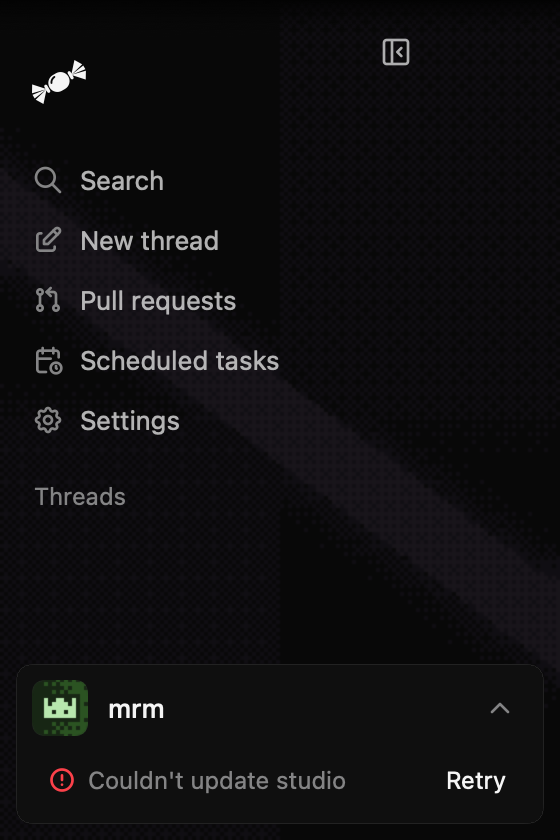 Search
New thread
Pull requests
Scheduled tasks
Settings
Threads
mrm
Couldn't update studio
Retry